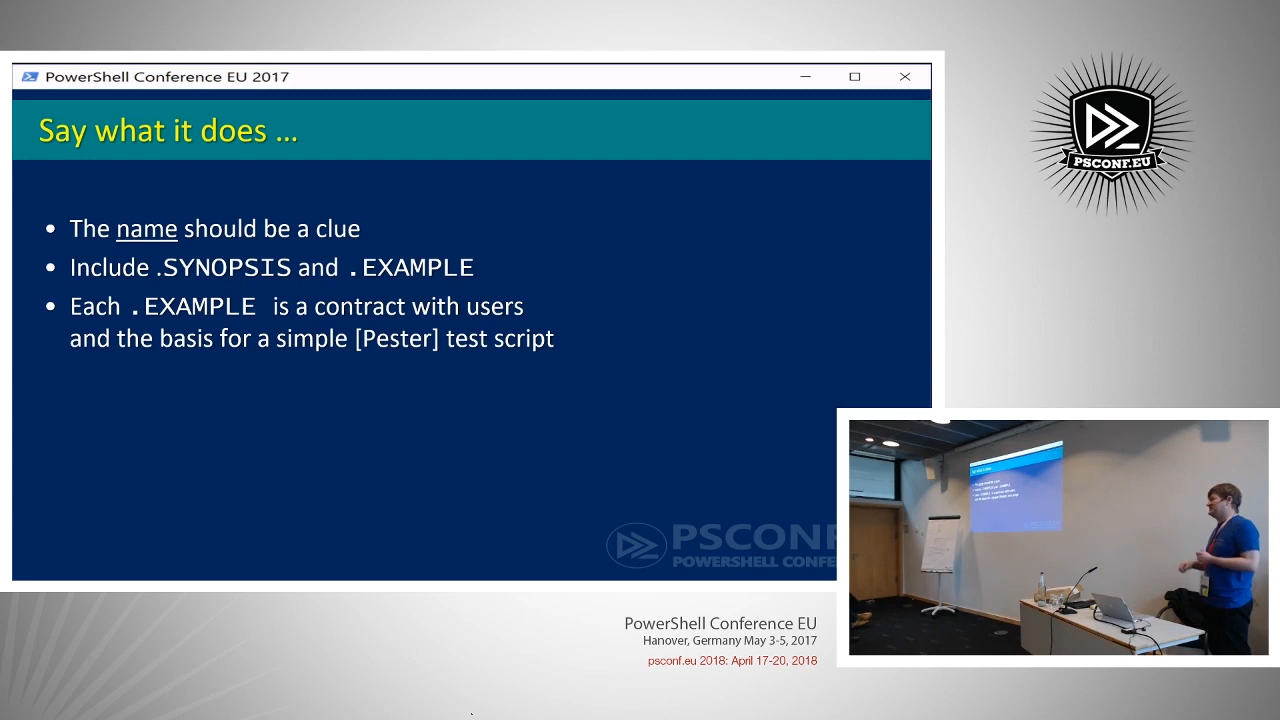 PowerShell Conference EU 2017
Say what it does ...
• The name should be a clue
• Include .SYNOPSIS and .EXAMPLE
• Each .EXAMPLE is a contract with users
and the basis for a simple [Pester] test script
PSCONF
POWERSHELL CONFE
PSCONF.EU
PowerShell Conference EU
Hanover, Germany May 3-5, 2017
psconf.eu 2018: April 17-20, 2018